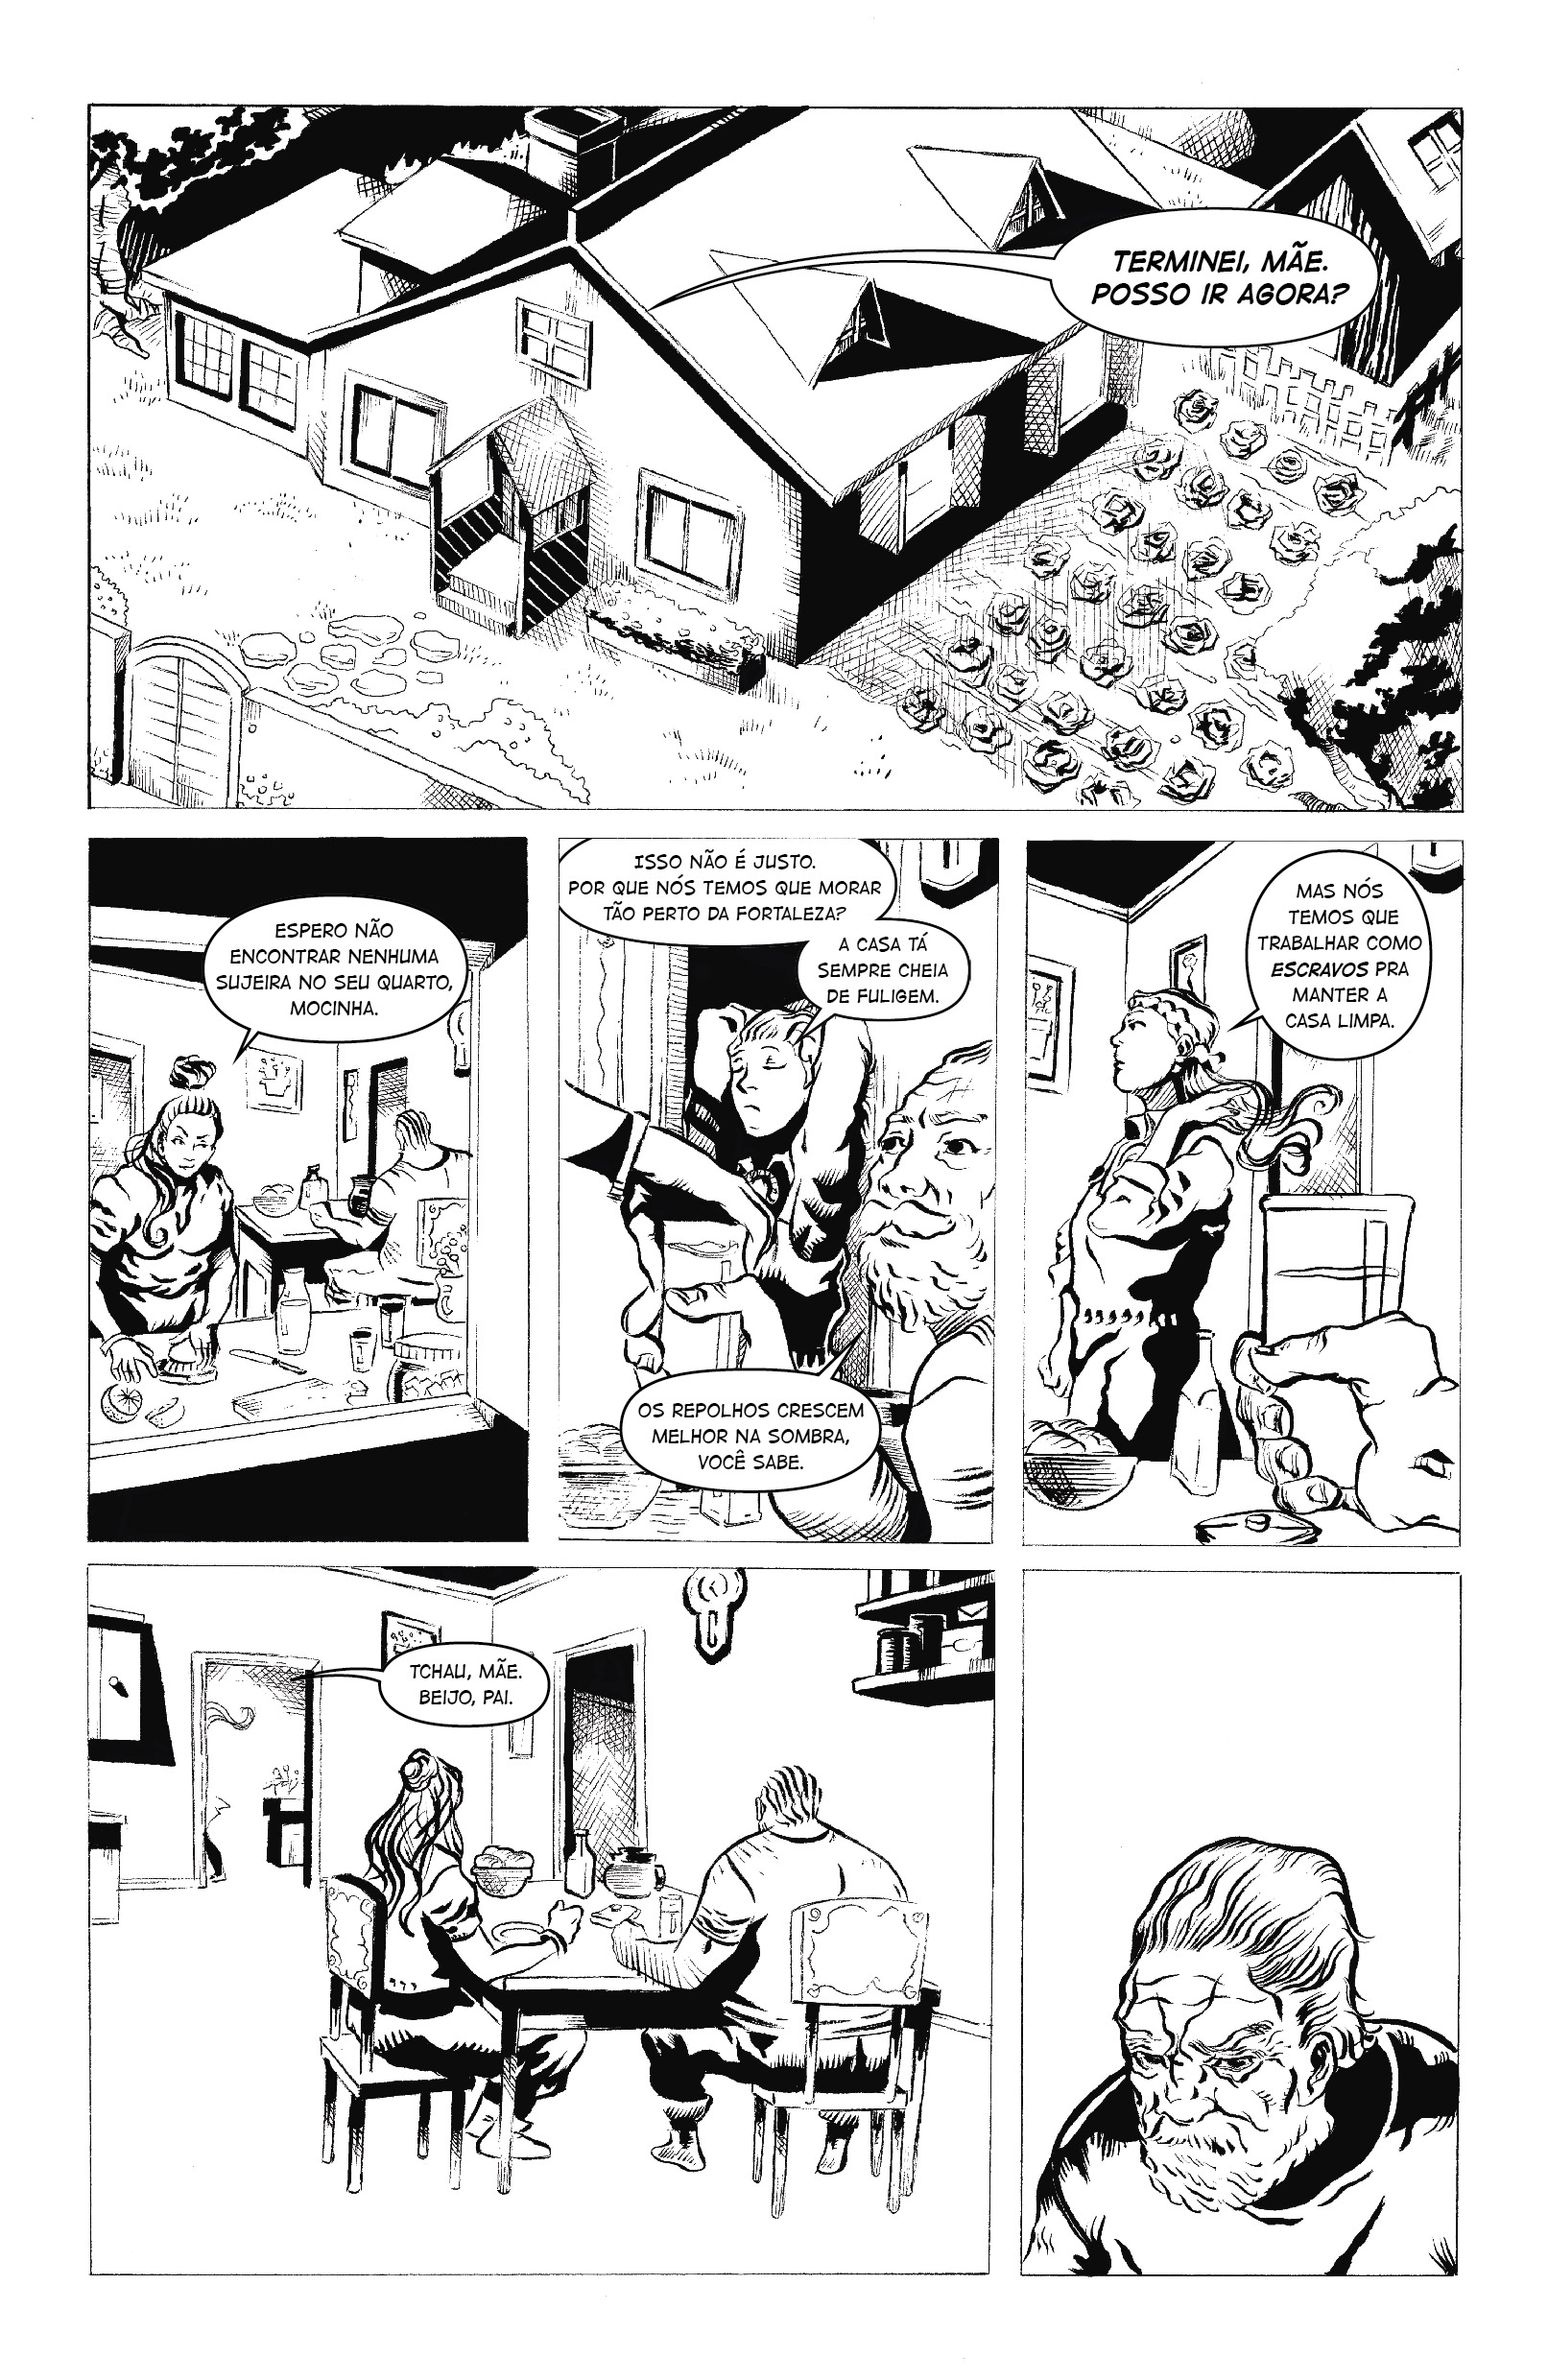 TERMINEI, MÃE.
POSSO IR AGORA?
ESPERO NÃO
ENCONTRAR NENHUMA
SUJEIRA NO SEU QUARTO,
MOCINHA.
ISSO NÃO É JUSTO.
POR QUE NÓS TEMOS QUE MORAR
TÃO PERTO DA FORTALEZA?
A CASA TÁ
SEMPRE CHEIA
DE FULIGEM.
OS REPOLHOS CRESCEM
MELHOR NA SOMBRA,
VOCÊ SABE.
MAS NÓS
TEMOS QUE
TRABALHAR COMO
ESCRAVOS PRA
MANTER A
CASA LIMPA.
TCHAU, MÃE.
BEIJO, PAI.